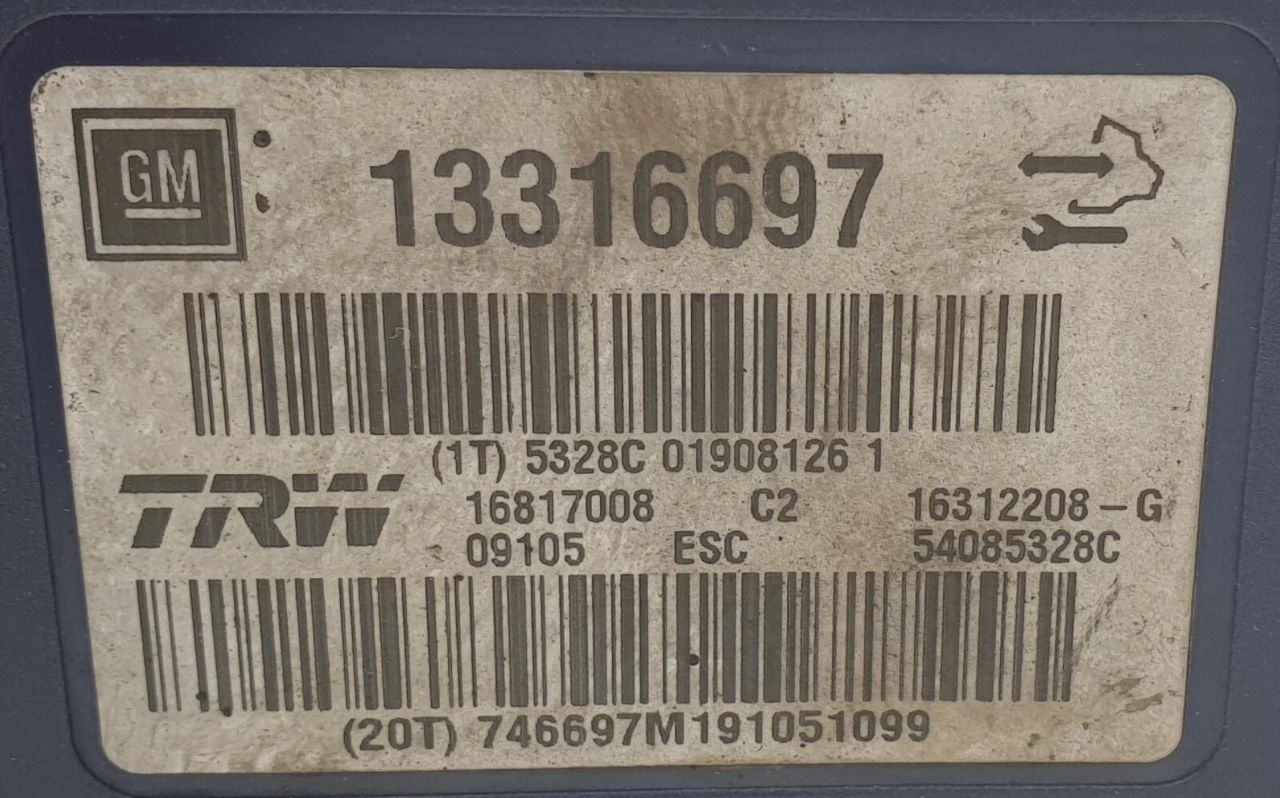 GM 13316697
(1T) 5328C 01908126 1
TRW
16817008 C2 16312208-G
09105 ESC 54085328C
(20T) 746697M191051099